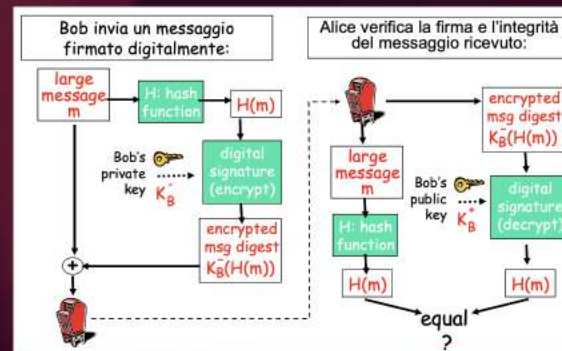 Bob invia un messaggio
firmato digitalmente:
large
message
m
H: hash
function
H(m)
Bob's
private
key
K_B^-
digital
signature
(encrypt)
encrypted
msg digest
K_B^-(H(m))
+
Alice verifica la firma e l'integrità
del messaggio ricevuto:
encrypted
msg digest
K_B^-(H(m))
large
message
m
H: hash
function
H(m)
Bob's
public
key
K_B^+
digital
signature
(decrypt)
H(m)
equal
?